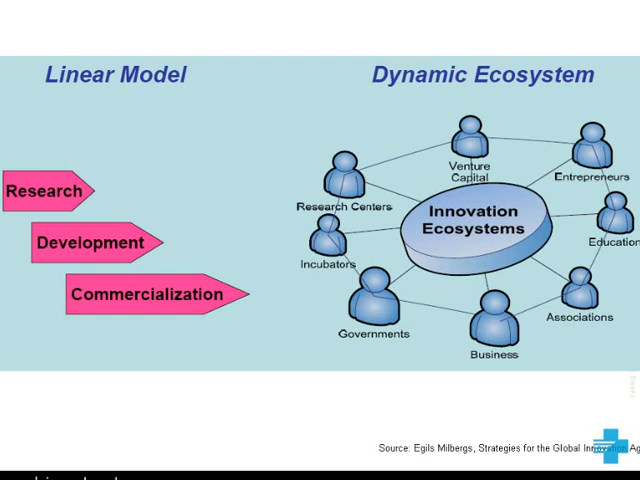 Linear Model
Dynamic Ecosystem
Research
Development
Commercialization
Venture
Capital
Entrepreneurs
Research Centers
Innovation
Ecosystems
Education
Incubators
Associations
Governments
Business
Source: Egils Milbergs, Strategies for the Global Innovation Ag